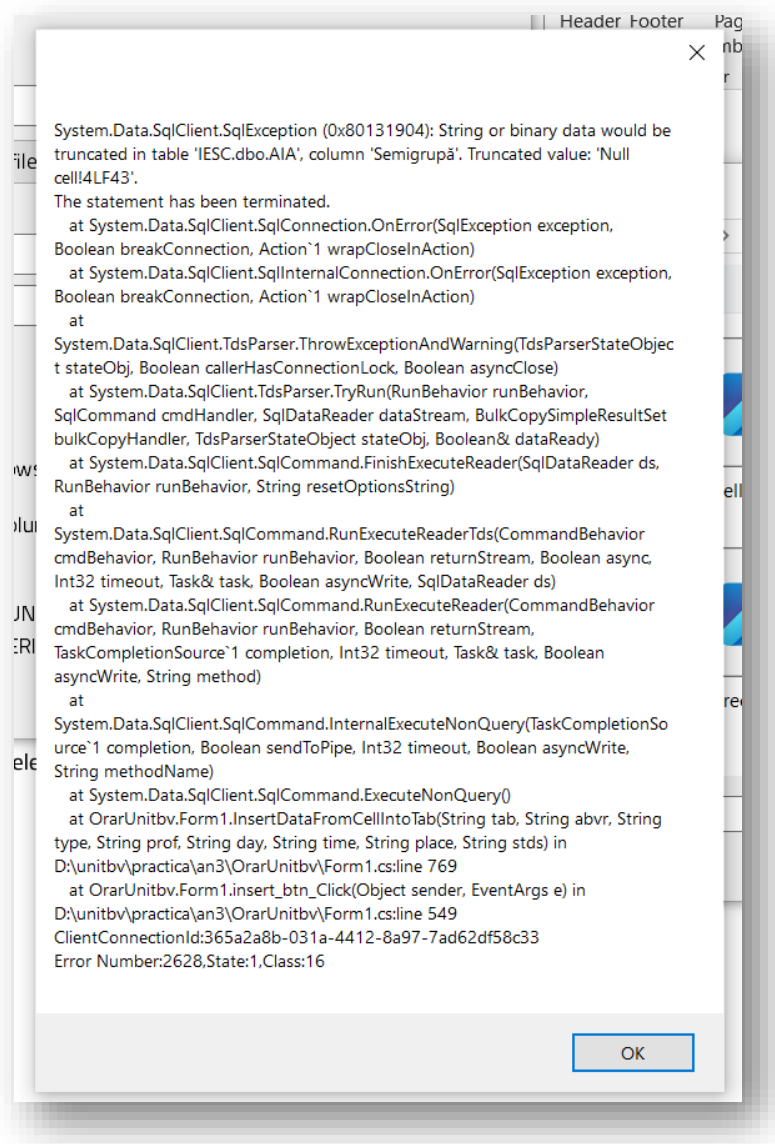 Header Footer Pag
mb
r
file
ows
olu
UN
ERI
ele
ell
rec
System.Data.SqlClient.SqlException (0x80131904): String or binary data would be
truncated in table 'IESC.dbo.AIA', column 'Semigrupă'. Truncated value: 'Null
cell!4LF43'.
The statement has been terminated.
at System.Data.SqlClient.SqlConnection.OnError(SqlException exception,
Boolean breakConnection, Action`1 wrapCloseInAction)
at System.Data.SqlClient.SqlInternalConnection.OnError(SqlException exception,
Boolean breakConnection, Action`1 wrapCloseInAction)
at
System.Data.SqlClient.TdsParser.ThrowExceptionAndWarning(TdsParserStateObjec
t stateObj, Boolean callerHasConnectionLock, Boolean asyncClose)
at System.Data.SqlClient.TdsParser.TryRun(RunBehavior runBehavior,
SqlCommand cmdHandler, SqlDataReader dataStream, BulkCopySimpleResultSet
bulkCopyHandler, TdsParserStateObject stateObj, Boolean& dataReady)
at System.Data.SqlClient.SqlCommand.FinishExecuteReader(SqlDataReader ds,
RunBehavior runBehavior, String resetOptionsString)
at
System.Data.SqlClient.SqlCommand.RunExecuteReaderTds(CommandBehavior
cmdBehavior, RunBehavior runBehavior, Boolean returnStream, Boolean async,
Int32 timeout, Task& task, Boolean asyncWrite, SqlDataReader ds)
at System.Data.SqlClient.SqlCommand.RunExecuteReader(CommandBehavior
cmdBehavior, RunBehavior runBehavior, Boolean returnStream,
TaskCompletionSource`1 completion, Int32 timeout, Task& task, Boolean
asyncWrite, String method)
at
System.Data.SqlClient.SqlCommand.InternalExecuteNonQuery(TaskCompletionSo
urce`1 completion, Boolean sendToPipe, Int32 timeout, Boolean asyncWrite,
String methodName)
at System.Data.SqlClient.SqlCommand.ExecuteNonQuery()
at OrarUnitbv.Form1.InsertDataFromCellIntoTab(String tab, String abvr, String
type, String prof, String day, String time, String place, String stds) in
D:\unitbv\practica\an3\OrarUnitbv\Form1.cs:line 769
at OrarUnitbv.Form1.insert_btn_Click(Object sender, EventArgs e) in
D:\unitbv\practica\an3\OrarUnitbv\Form1.cs:line 549
ClientConnectionId:365a2a8b-031a-4412-8a97-7ad62df58c33
Error Number:2628,State:1,Class:16
OK